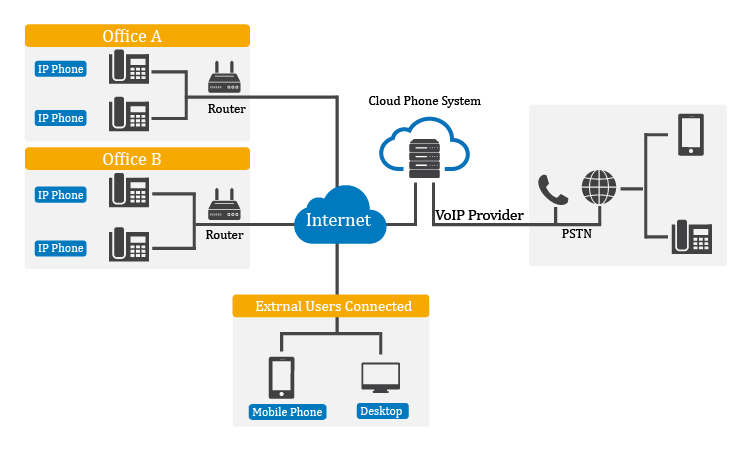 Office A
IP Phone
IP Phone
Router
Cloud Phone System
Office B
IP Phone
IP Phone
Router
Internet
VoIP Provider
PSTN
Extrnal Users Connected
Mobile Phone
Desktop